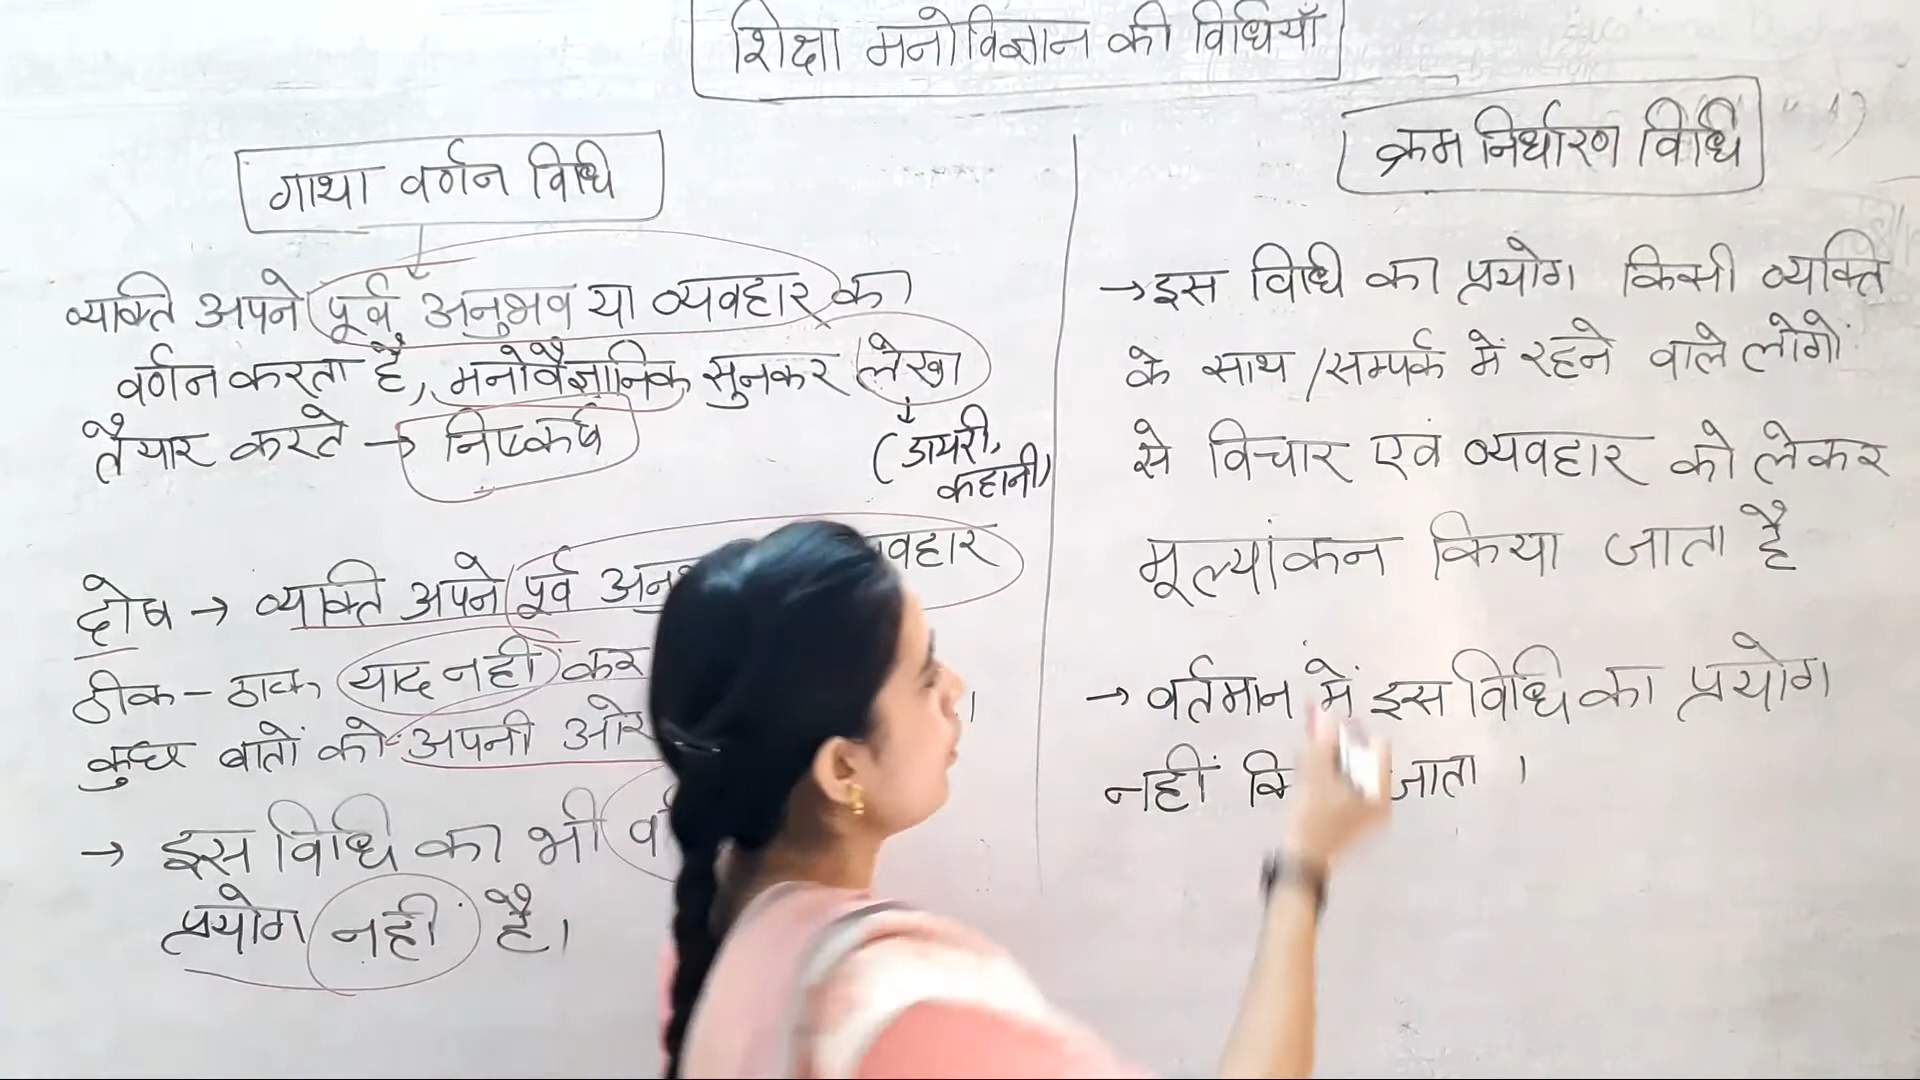 शिक्षा मनोविज्ञान की विधियाँ
गाथा वर्णन विधि
व्यक्ति अपने पूर्व अनुभव या व्यवहार का
वर्णन करता है, मनोवैज्ञानिक सुनकर लेखा
तैयार करते → निष्कर्ष
(डायरी,
कहानी)
दोष → व्यक्ति अपने पूर्व
ठीक-ठाक याद नहीं कर
कुछ बातों को अपनी ओर
→ इस विधि का भी
प्रयोग नहीं है।
क्रम निर्धारण विधि
→ इस विधि का प्रयोग किसी व्यक्ति
के साथ /सम्पर्क में रहने वाले लोगों
से विचार एवं व्यवहार को लेकर
मूल्यांकन किया जाता है
→ वर्तमान में इस विधि का प्रयोग
नहीं जाता ।